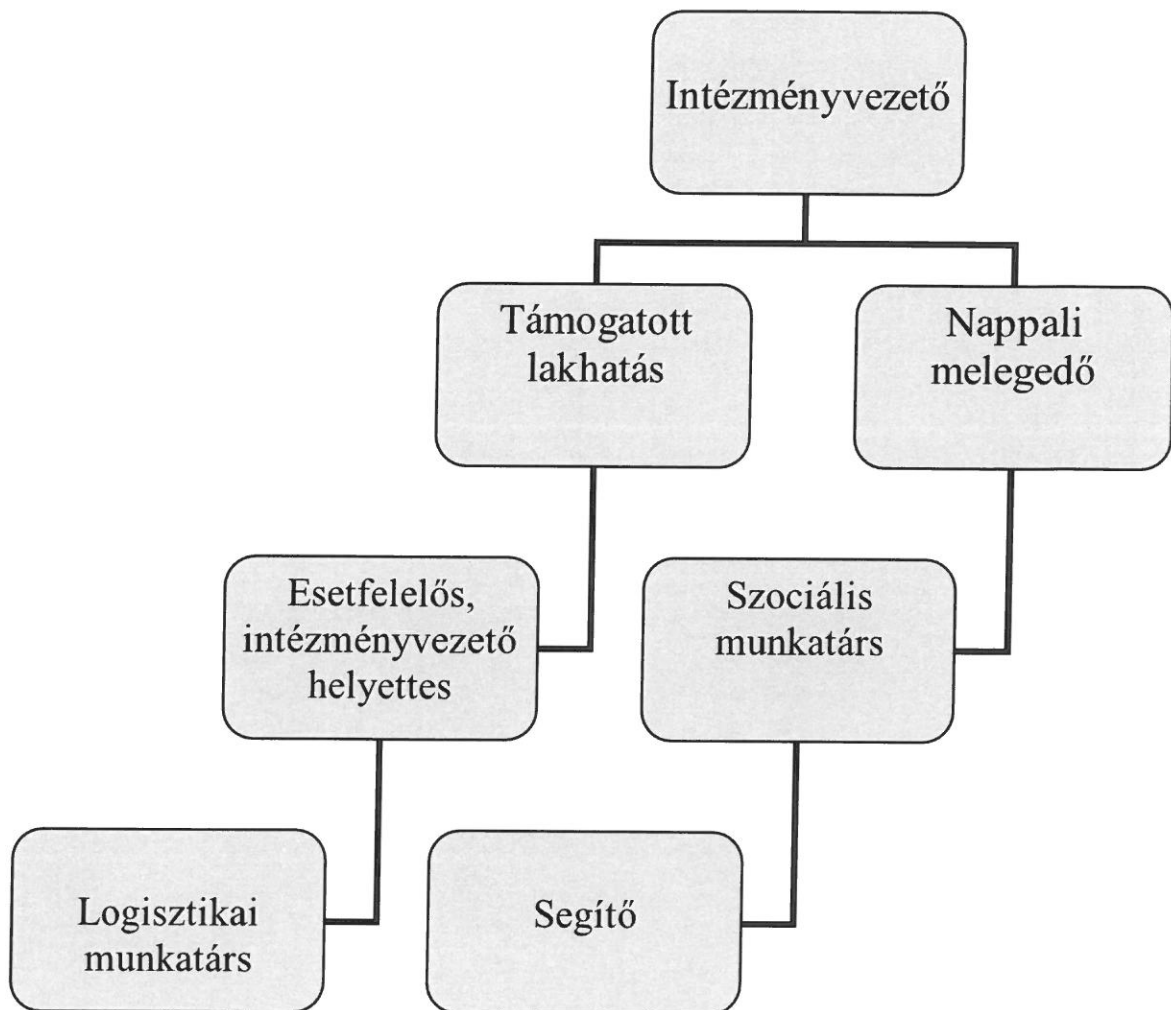 Intézményvezető
Támogatott
lakhatás
Nappali
melegedő
Esetfelelős,
intézményvezető
helyettes
Szociális
munkatárs
Logisztikai
munkatárs
Segítő